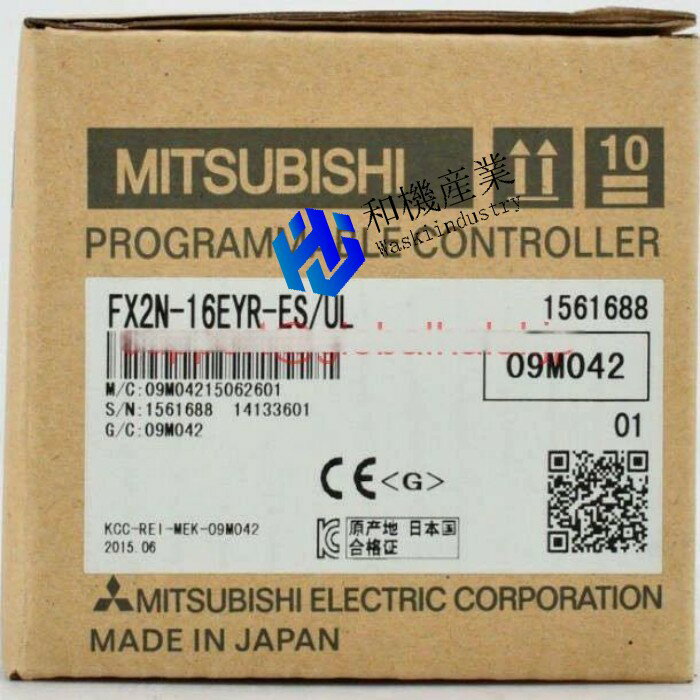 MITSUBISHI
10
和機産業
Waskiindustry
PROGRAMMABLE CONTROLLER
FX2N-16EYR-ES/UL
1561688
M/C:09M04215062601
S/N:1561688 14133601
G/C:09M042
09M042
01
CE <G>
KCC-REI-MEK-09M042
2015.06
原产地 日本国
合格证
MITSUBISHI ELECTRIC CORPORATION
MADE IN JAPAN